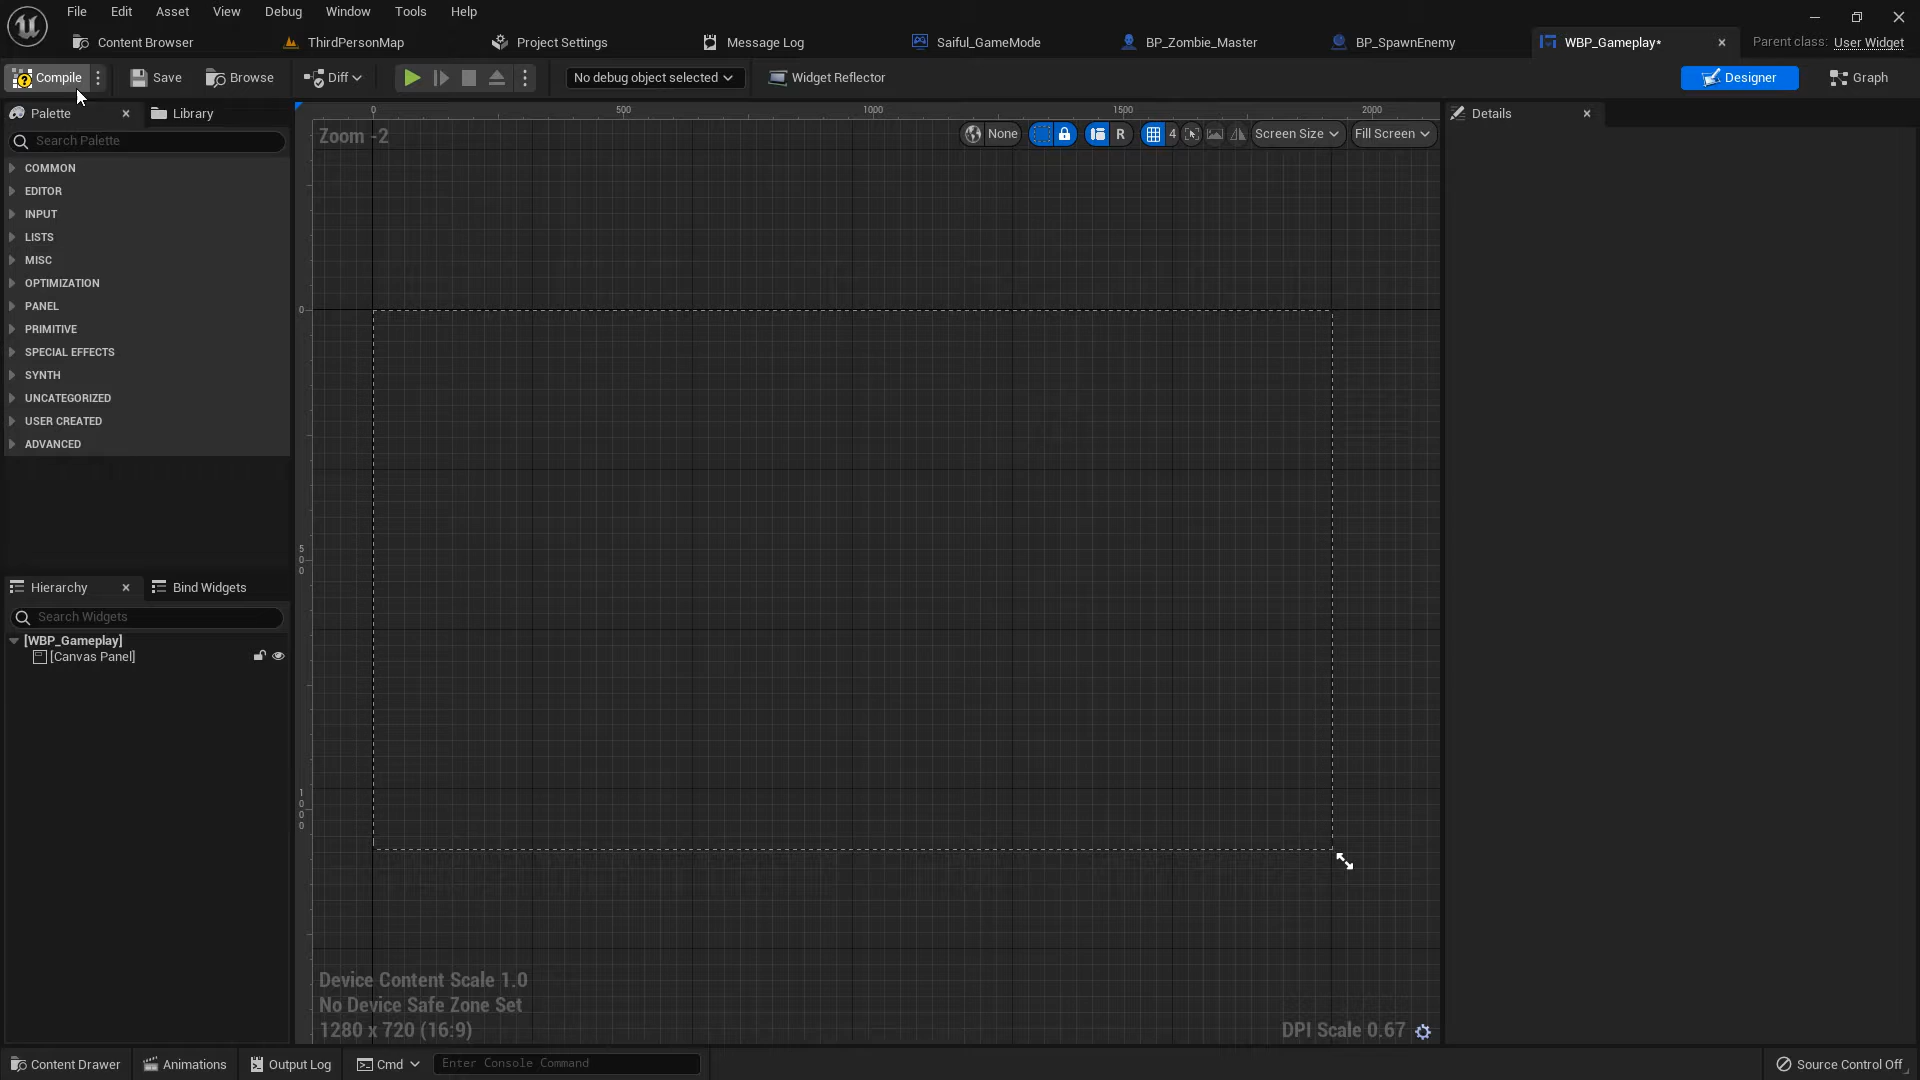 File Edit Asset View Debug Window Tools Help
Content Browser ThirdPersonMap Project Settings Message Log Saiful_GameMode BP_Zombie_Master BP_SpawnEnemy WBP_Gameplay* Parent class: User Widget
Compile Save Browse Diff No debug object selected Widget Reflector Designer Graph
Palette Library 0 500 1000 1500 2000 Details
Search Palette Zoom -2 None R 4 Screen Size Fill Screen
COMMON
EDITOR
INPUT
LISTS
MISC
OPTIMIZATION
PANEL
0
PRIMITIVE
SPECIAL EFFECTS
SYNTH
UNCATEGORIZED
USER CREATED
ADVANCED
500
Hierarchy Bind Widgets
Search Widgets
[WBP_Gameplay]
[Canvas Panel]
1000
Device Content Scale 1.0
No Device Safe Zone Set
1280 x 720 (16:9) DPI Scale 0.67
Content Drawer Animations Output Log Cmd Enter Console Command Source Control Off